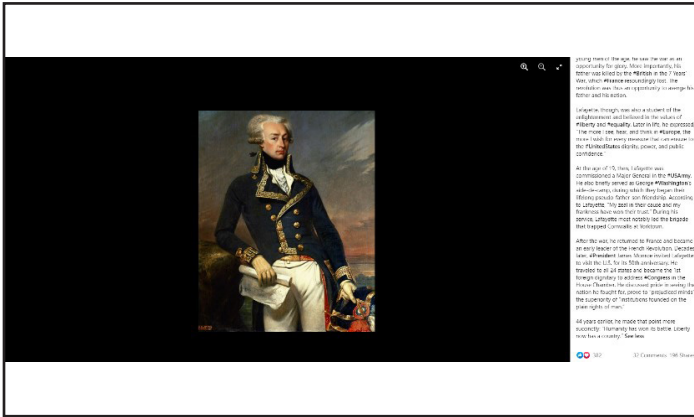 young men of the age, he saw the war as an
opportunity for glory. More importantly, his
father was killed by the #British in the 7 Years'
War, which #France resoundingly lost. The
revolution was thus an opportunity to avenge his
father and his nation.
Lafayette, though, was also a student of the
enlightenment and believed in the values of
#liberty and #equality. Later in life, he expressed
"The more I see, hear, and think in #Europe, the
more I wish for every measure that can ensure to
the #UnitedStates dignity, power, and public
confidence."
At the age of 19, then, Lafayette was
commissioned a Major General in the #USArmy.
He also briefly served as George #Washington's
aide-de-camp, during which they began their
lifelong pseudo father-son friendship. According
to Lafayette, "My zeal in their cause and my
frankness have won their trust." During his
service, Lafayette most notably led the brigade
that trapped Cornwallis at Yorktown.
After the war, he returned to France and became
an early leader of the French Revolution. Decades
later, #President James Monroe invited Lafayette
to visit the U.S. for its 50th anniversary. He
traveled to all 24 states and became the 1st
foreign dignitary to address #Congress in the
House Chamber. He discussed pride in seeing the
nation he fought for, prove to "prejudiced minds"
the superiority of "institutions founded on the
plain rights of man."
44 years earlier, he made that point more
succinctly: "Humanity has won its battle. Liberty
now has a country." See less
32 Comments 198 Shares